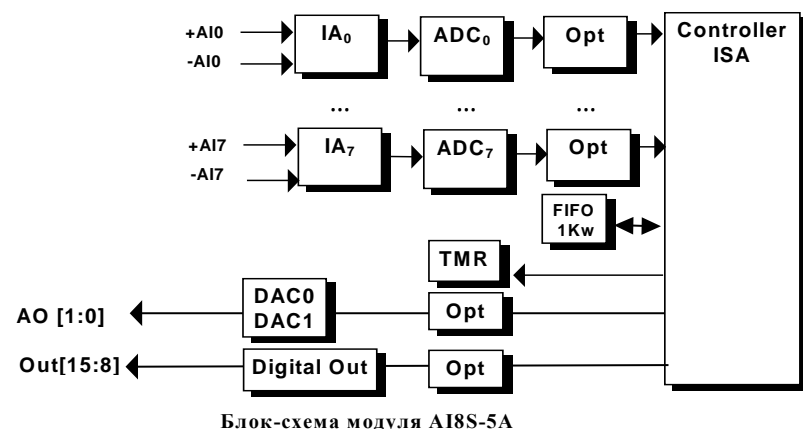 +AI0
-AI0
IA₀
ADC₀
Opt
Controller
ISA
...
...
...
+AI7
-AI7
IA₇
ADC₇
Opt
FIFO
1Kw
TMR
AO [1:0]
DAC0
DAC1
Opt
Out[15:8]
Digital Out
Opt
Блок-схема модуля AI8S-5A